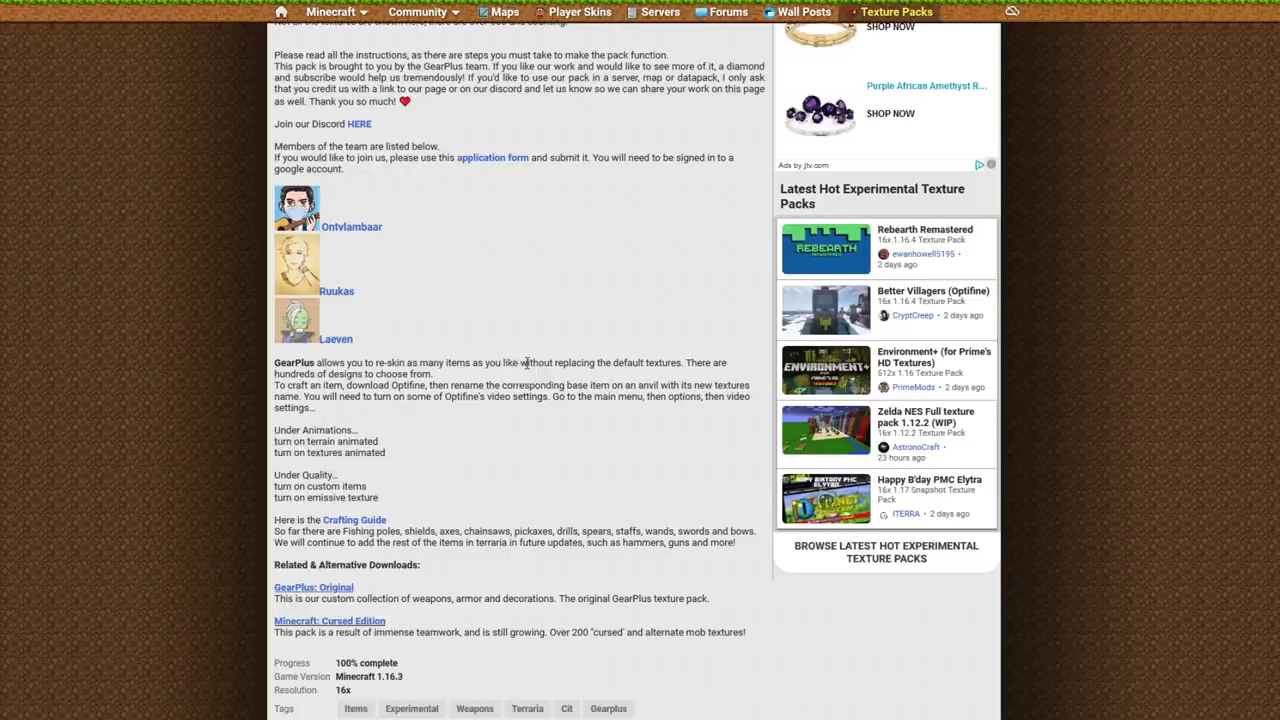 Minecraft
Community
Maps
Player Skins
Servers
Forums
Wall Posts
Texture Packs
Please read all the instructions, as there are steps you must take to make the pack function.
This pack is brought to you by the GearPlus team. If you like our work and would like to see more of it, a diamond
and subscribe would help us tremendously! If you'd like to use our pack in a server, map or datapack, I only ask
that you credit us with a link to our page or on our discord and let us know so we can share your work on this page
as well. Thank you so much!
Join our Discord HERE
Members of the team are listed below.
If you would like to join us, please use this application form and submit it. You will need to be signed in to a
google account.
Ontvlambaar
Ruukas
Laeven
GearPlus allows you to re-skin as many items as you like without replacing the default textures. There are
hundreds of designs to choose from.
To craft an item, download Optifine, then rename the corresponding base item on an anvil with its new textures
name. You will need to turn on some of Optifine's video settings. Go to the main menu, then options, then video
settings...
Under Animations...
turn on terrain animated
turn on textures animated
Under Quality...
turn on custom items
turn on emissive texture
Here is the Crafting Guide
So far there are Fishing poles, shields, axes, chainsaws, pickaxes, drills, spears, staffs, wands, swords and bows.
We will continue to add the rest of the items in terraria in future updates, such as hammers, guns and more!
Related & Alternative Downloads:
GearPlus: Original
This is our custom collection of weapons, armor and decorations. The original GearPlus texture pack.
Minecraft: Cursed Edition
This pack is a result of immense teamwork, and is still growing. Over 200 "cursed' and alternate mob textures!
Progress 100% complete
Game Version Minecraft 1.16.3
Resolution 16x
Tags Items Experimental Weapons Terraria Cit Gearplus
SHOP NOW
Purple African Amethyst R...
SHOP NOW
Ads by jtv.com
Latest Hot Experimental Texture
Packs
REBEARTH
Rebearth Remastered
16x 1.16.4 Texture Pack
ewanhowell5195 •
2 days ago
Better Villagers (Optifine)
16x 1.16.4 Texture Pack
CryptCreep • 2 days ago
ENVIRONMENT+
Environment+ (for Prime's
HD Textures)
512x 1.16 Texture Pack
PrimeMods • 2 days ago
Zelda NES Full texture
pack 1.12.2 (WIP)
16x 1.12.2 Texture Pack
AstronoCraft •
23 hours ago
Happy B'day PMC Elytra
16x 1.17 Snapshot Texture
Pack
ITERRA • 2 days ago
BROWSE LATEST HOT EXPERIMENTAL
TEXTURE PACKS